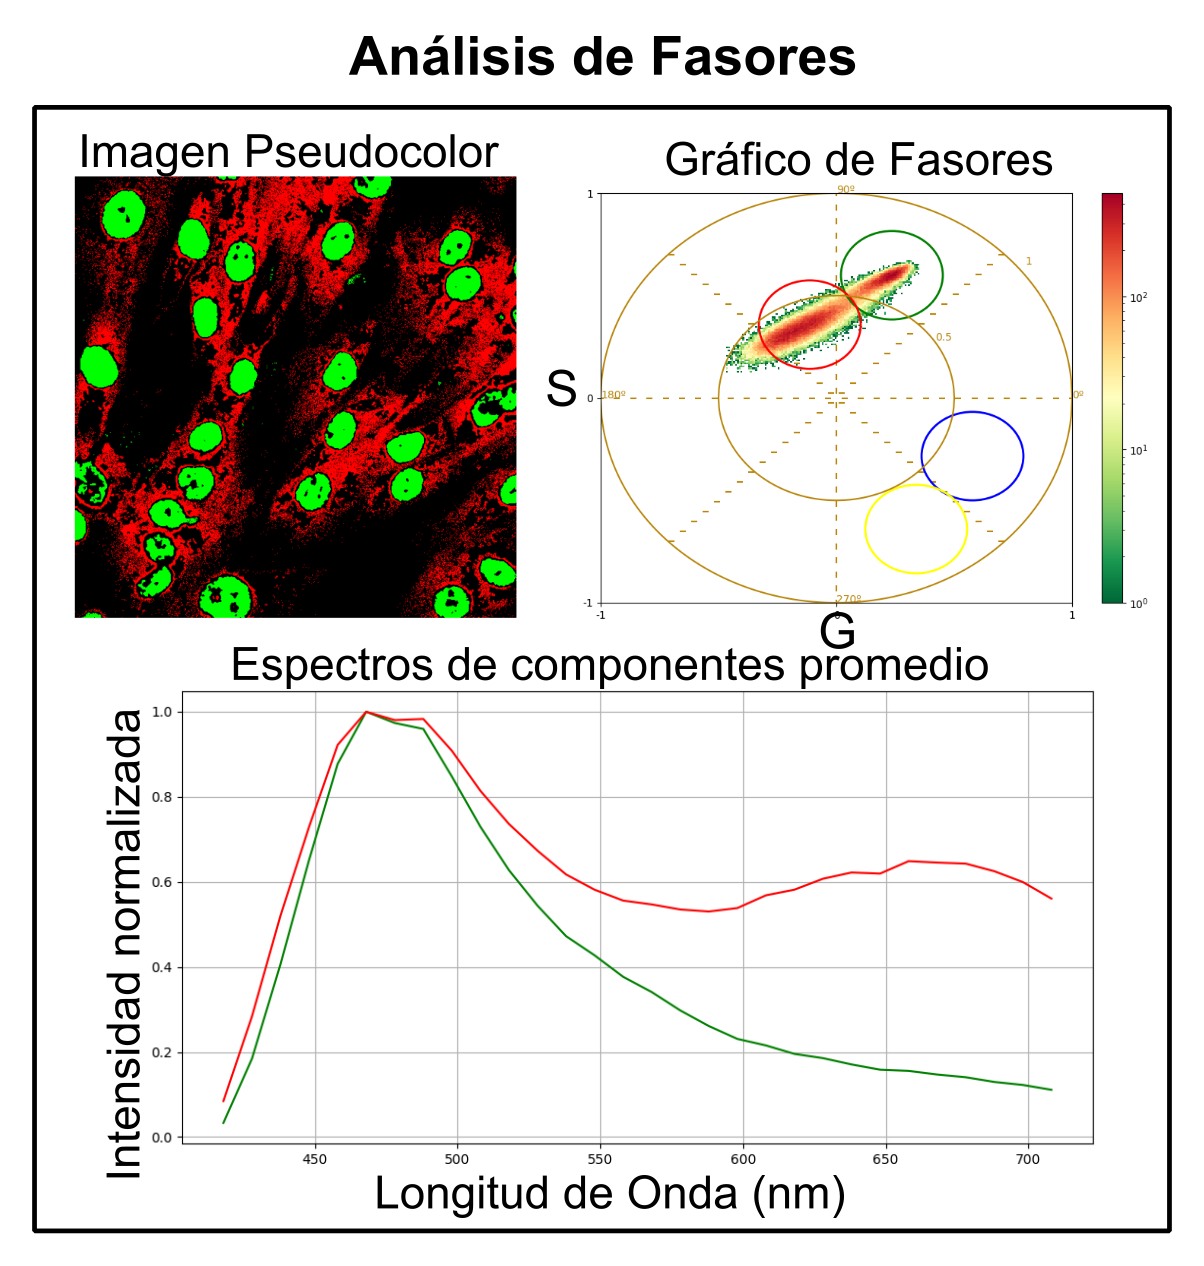 Análisis de Fasores
Imagen Pseudocolor
Gráfico de Fasores
1
90º
1
0.5
S
0
180º
0º
-1
270º
-1
0
1
G
10²
10¹
10⁰
Espectros de componentes promedio
Intensidad normalizada
1.0
0.8
0.6
0.4
0.2
0.0
450 500 550 600 650 700
Longitud de Onda (nm)